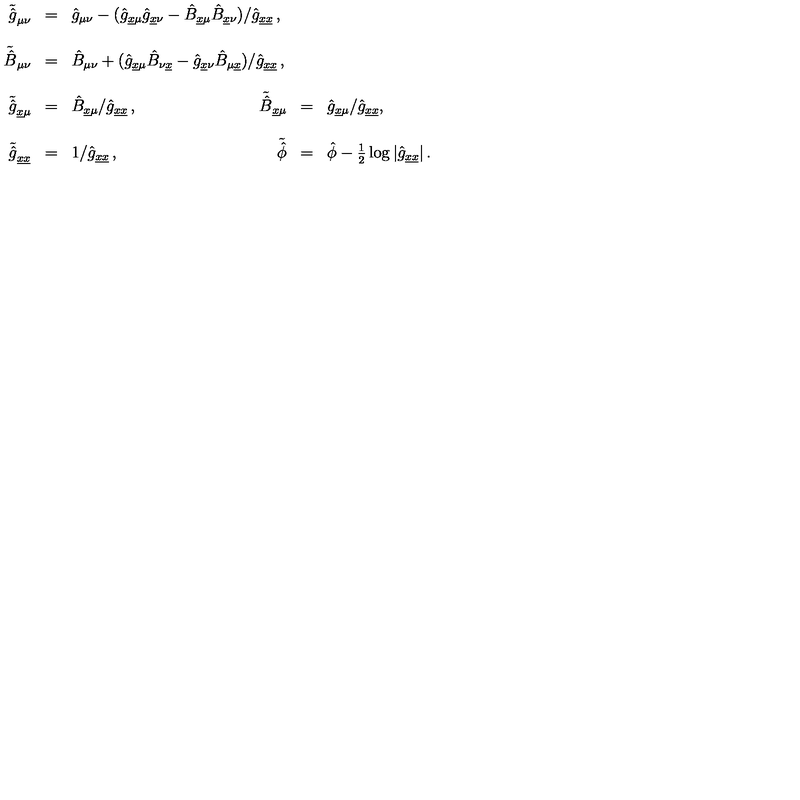 $\tilde{\hat{g}}_{\mu\nu} = \hat{g}_{\mu\nu} - (\hat{g}_{\underline{x}\mu}\hat{g}_{\underline{x}\nu} - \hat{B}_{\underline{x}\mu}\hat{B}_{\underline{x}\nu})/\hat{g}_{\underline{xx}}\,,$
$\tilde{\hat{B}}_{\mu\nu} = \hat{B}_{\mu\nu} + (\hat{g}_{\underline{x}\mu}\hat{B}_{\nu\underline{x}} - \hat{g}_{\underline{x}\nu}\hat{B}_{\mu\underline{x}})/\hat{g}_{\underline{xx}}\,,$
$\tilde{\hat{g}}_{\underline{x}\mu} = \hat{B}_{\underline{x}\mu}/\hat{g}_{\underline{xx}}\,, \qquad \tilde{\hat{B}}_{\underline{x}\mu} = \hat{g}_{\underline{x}\mu}/\hat{g}_{\underline{xx}},$
$\tilde{\hat{g}}_{\underline{xx}} = 1/\hat{g}_{\underline{xx}}\,, \qquad \tilde{\hat{\phi}} = \hat{\phi} - \frac{1}{2}\log|\hat{g}_{\underline{xx}}|\,.$